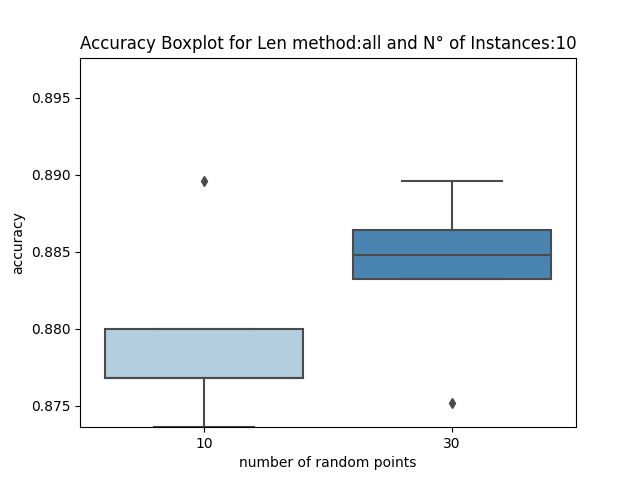 Accuracy Boxplot for Len method:all and N° of Instances:10
0.895
0.890
0.885
0.880
0.875
accuracy
10
30
number of random points